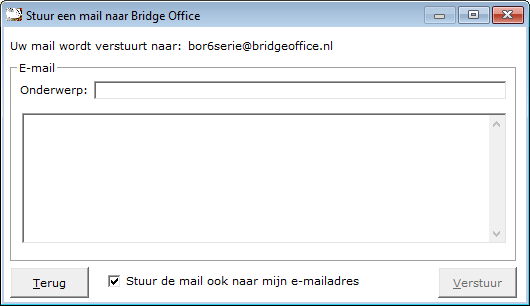 Stuur een mail naar Bridge Office
Uw mail wordt verstuurt naar: bor6serie@bridgeoffice.nl
E-mail
Onderwerp:
Terug
Stuur de mail ook naar mijn e-mailadres
Verstuur